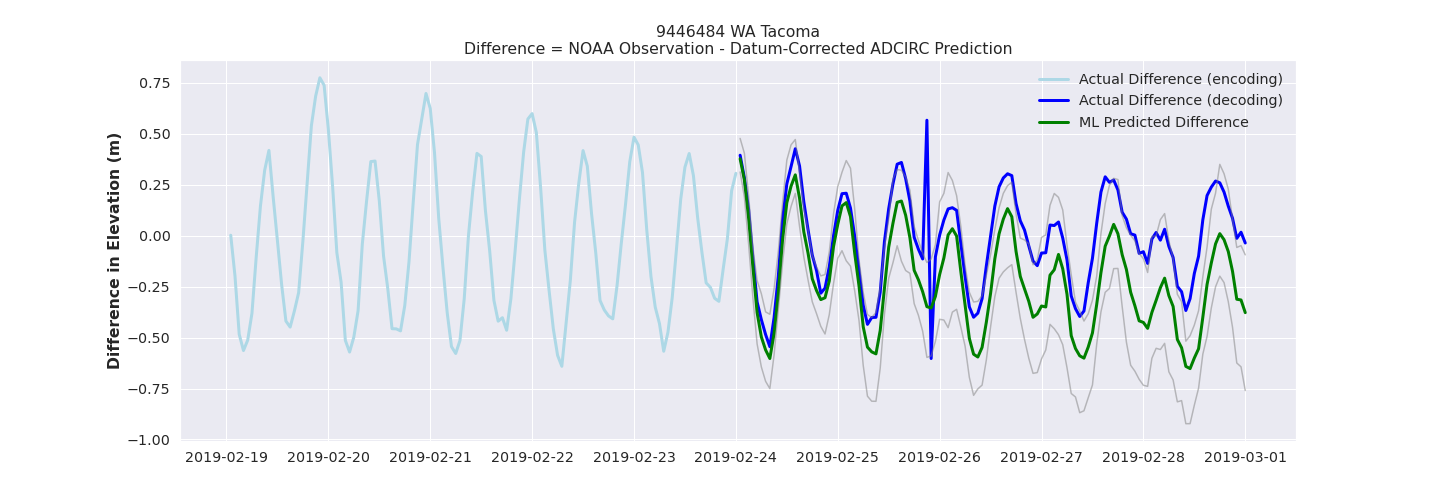 9446484 WA Tacoma
Difference = NOAA Observation - Datum-Corrected ADCIRC Prediction
Difference in Elevation (m)
0.75
0.50
0.25
0.00
−0.25
−0.50
−0.75
−1.00
Actual Difference (encoding)
Actual Difference (decoding)
ML Predicted Difference
2019-02-19 2019-02-20 2019-02-21 2019-02-22 2019-02-23 2019-02-24 2019-02-25 2019-02-26 2019-02-27 2019-02-28 2019-03-01